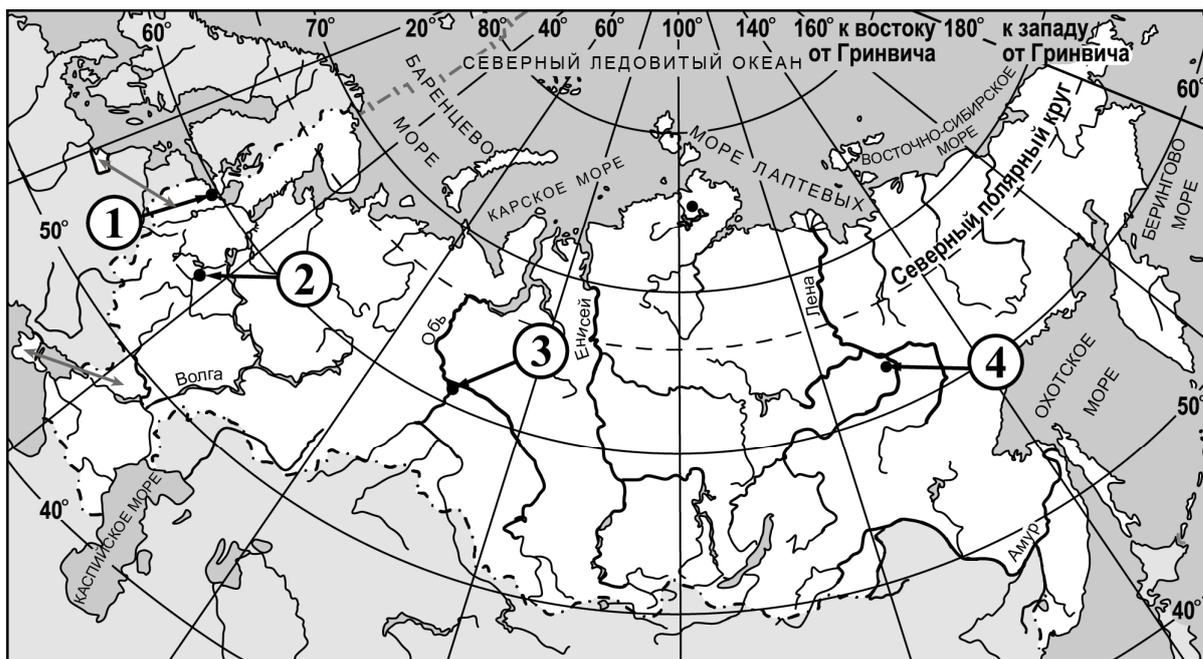 60° 70° 20° 80° 40° 100° 140° 160° к востоку от Гринвича 180° к западу от Гринвича
СЕВЕРНЫЙ ЛЕДОВИТЫЙ ОКЕАН
60°
БАРЕНЦЕВО
МОРЕ
КАРСКОЕ МОРЕ
МОРЕ ЛАПТЕВЫХ
ВОСТОЧНО-СИБИРСКОЕ
МОРЕ
Северный полярный круг
БЕРИНГОВО
МОРЕ
1
50°
2
Обь
3
Енисей
Лена
4
ОХОТСКОЕ
МОРЕ
50°
Волга
40°
КАСПИЙСКОЕ МОРЕ
Амур
40°